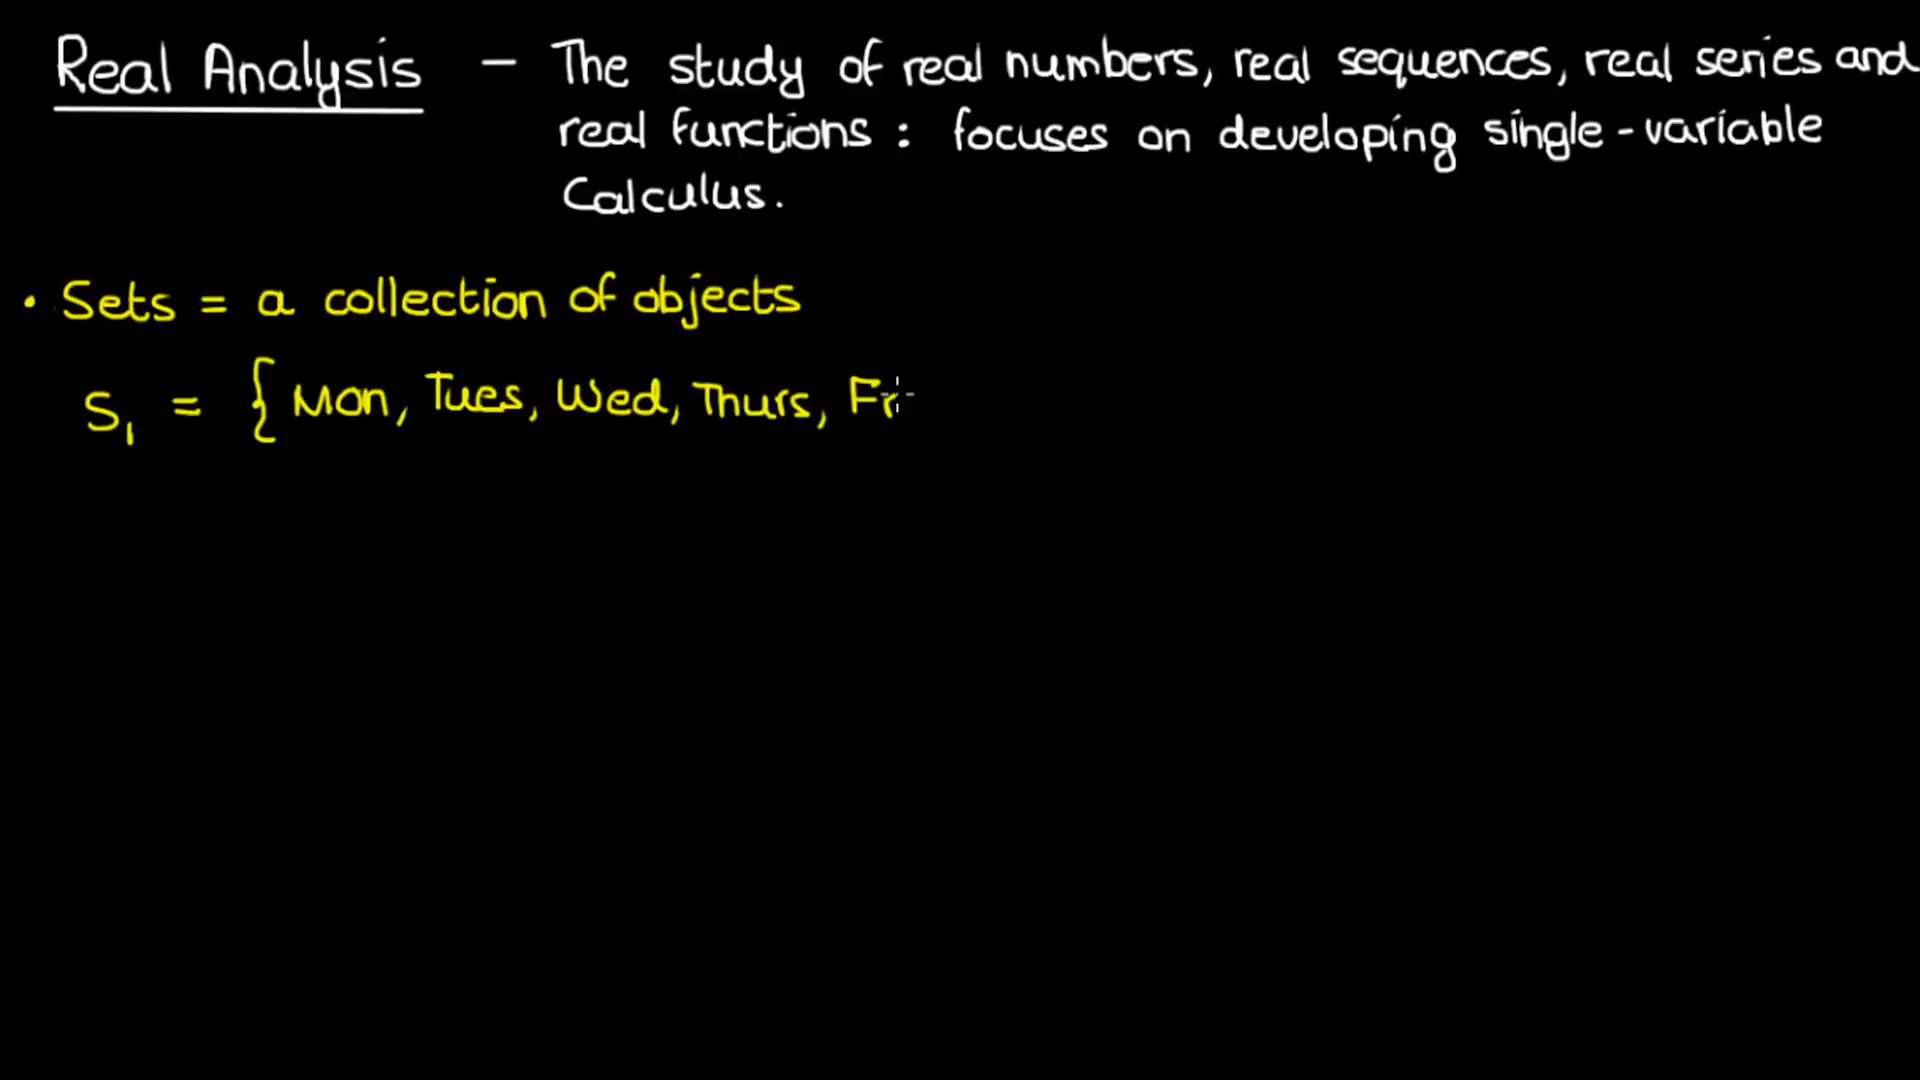 Real Analysis - The study of real numbers, real sequences, real series and
real functions : focuses on developing single-variable
Calculus.
• Sets = a collection of objects
S₁ = { Mon, Tues, Wed, Thurs, Fr